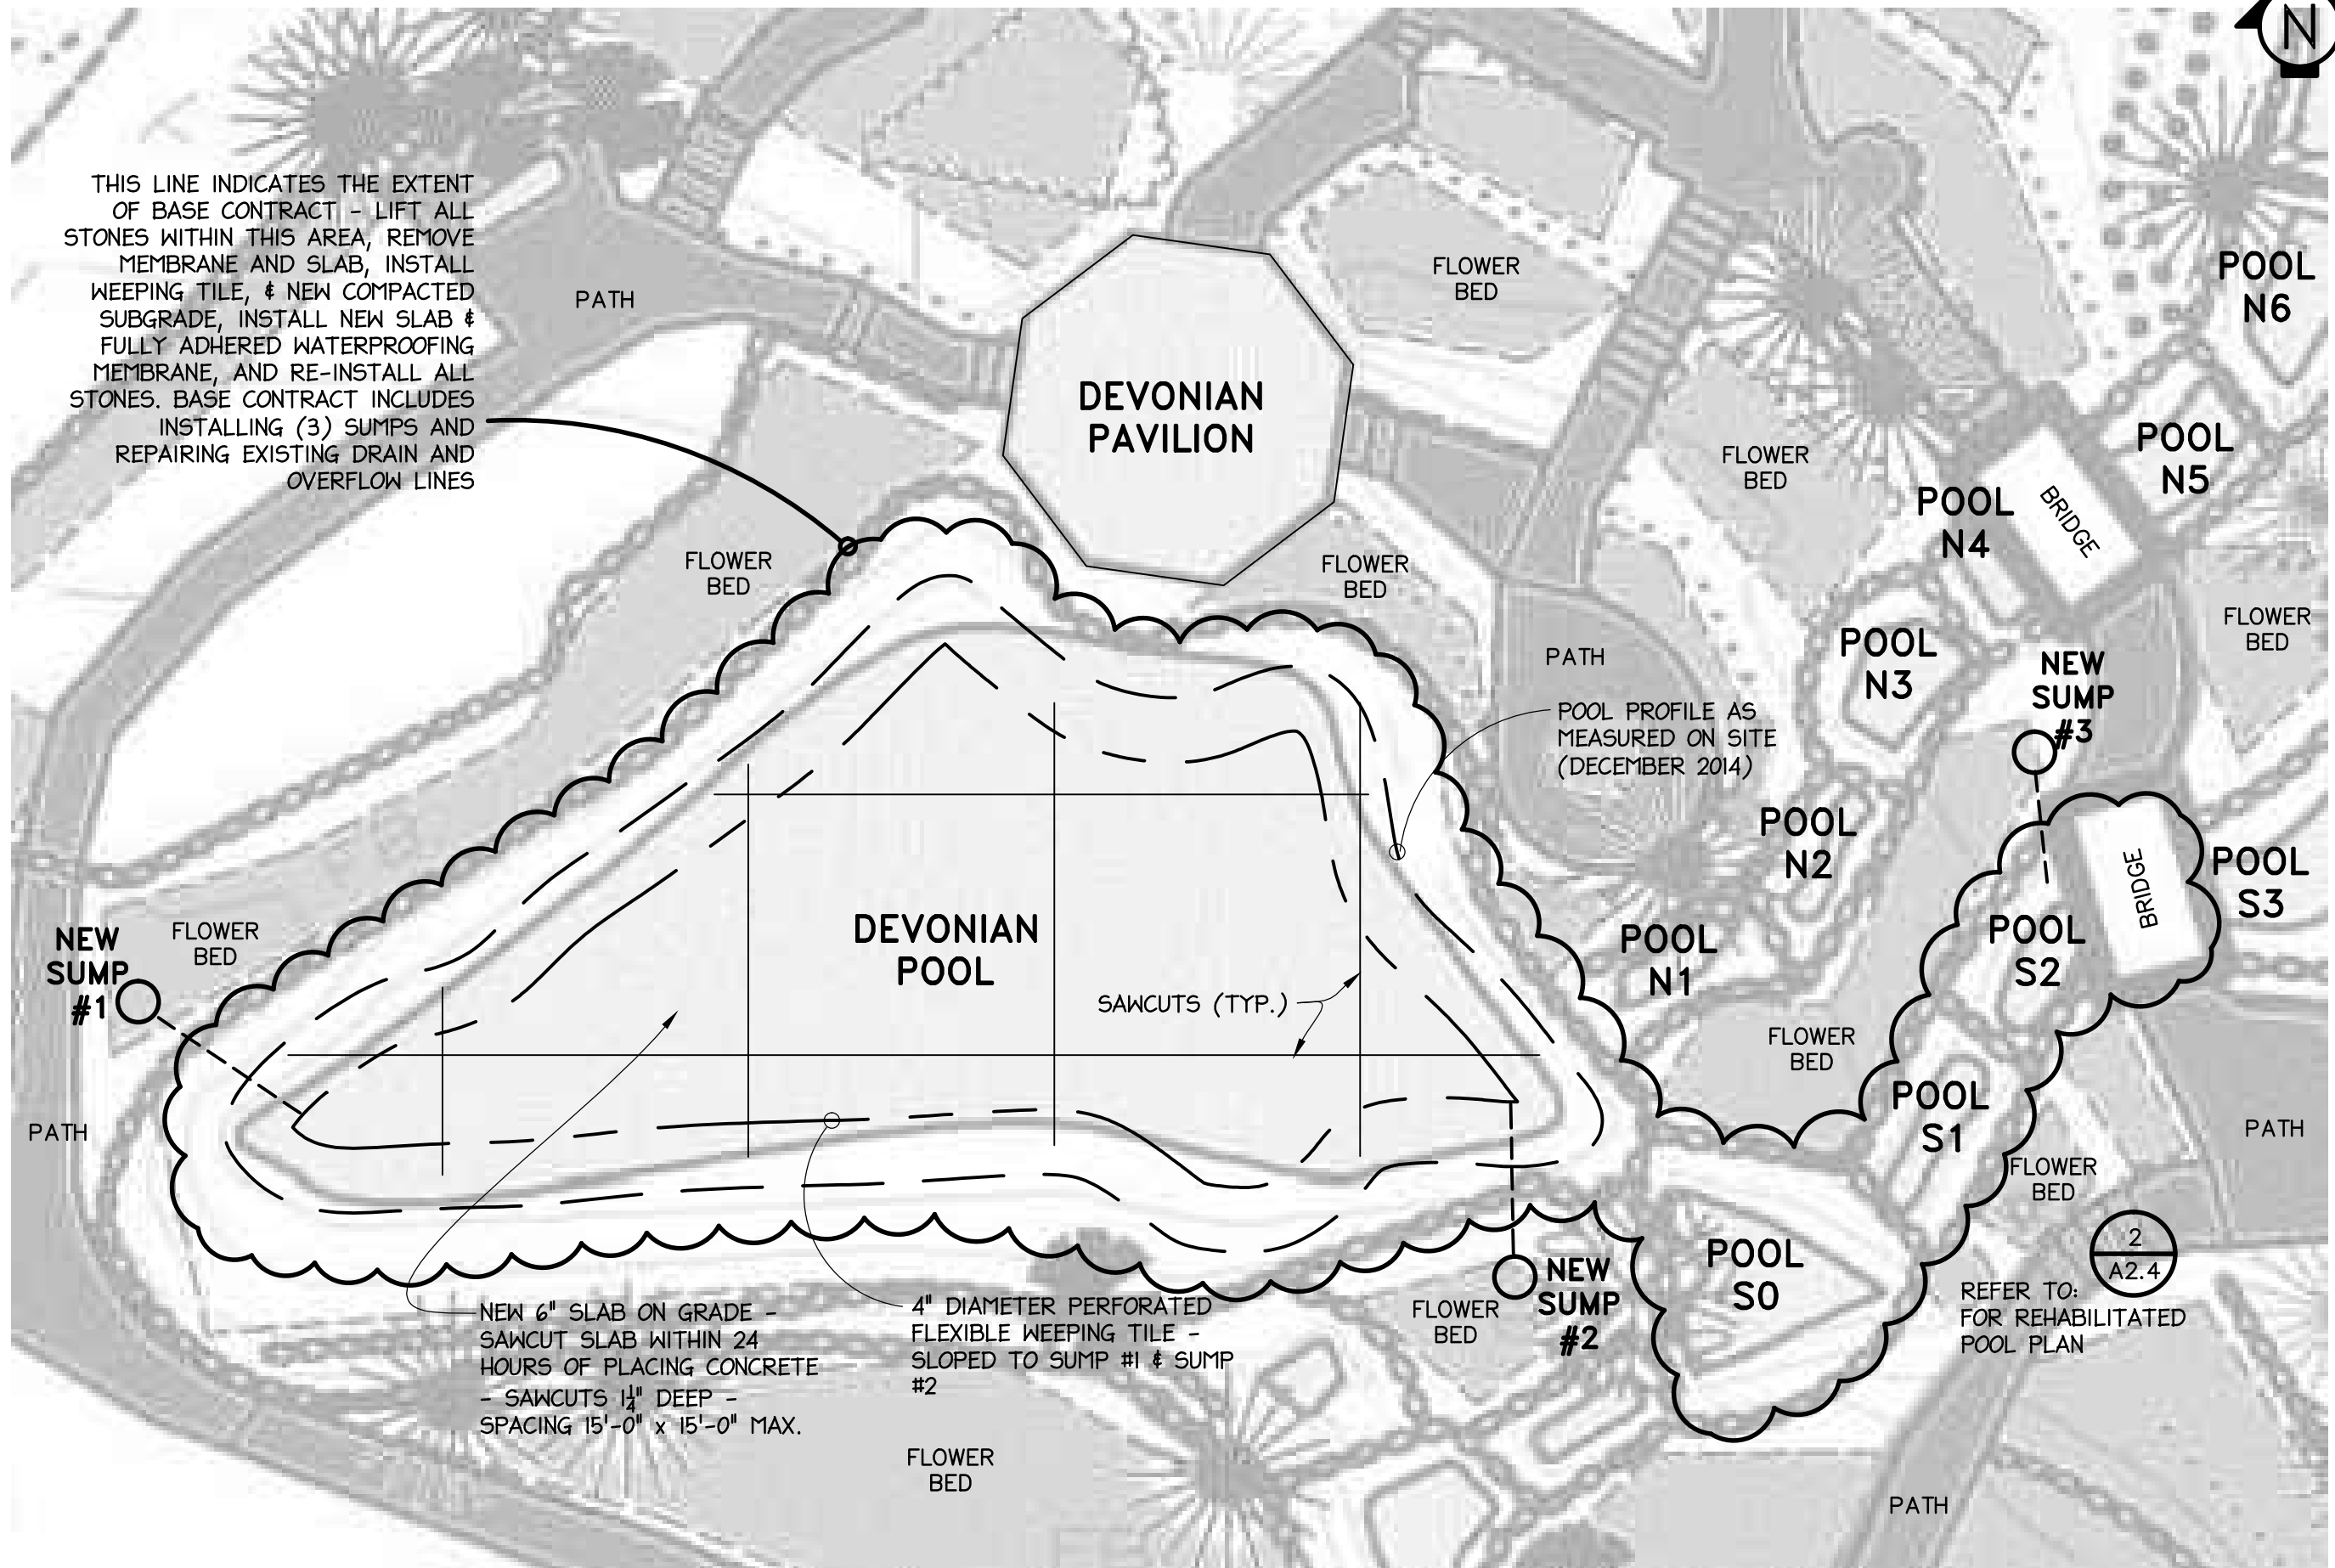 N
THIS LINE INDICATES THE EXTENT
OF BASE CONTRACT - LIFT ALL
STONES WITHIN THIS AREA, REMOVE
MEMBRANE AND SLAB, INSTALL
WEEPING TILE, & NEW COMPACTED
SUBGRADE, INSTALL NEW SLAB &
FULLY ADHERED WATERPROOFING
MEMBRANE, AND RE-INSTALL ALL
STONES. BASE CONTRACT INCLUDES
INSTALLING (3) SUMPS AND
REPAIRING EXISTING DRAIN AND
OVERFLOW LINES
PATH
DEVONIAN
PAVILION
FLOWER
BED
POOL
N6
POOL
N5
FLOWER
BED
POOL
N4
BRIDGE
FLOWER
BED
FLOWER
BED
PATH
POOL
N3
FLOWER
BED
NEW
SUMP
#3
POOL PROFILE AS
MEASURED ON SITE
(DECEMBER 2014)
POOL
N2
BRIDGE
POOL
S3
NEW
SUMP
#1
FLOWER
BED
DEVONIAN
POOL
POOL
N1
POOL
S2
SAWCUTS (TYP.)
FLOWER
BED
POOL
S1
PATH
PATH
FLOWER
BED
POOL
S0
2
A2.4
REFER TO:
FOR REHABILITATED
POOL PLAN
NEW
SUMP
#2
FLOWER
BED
NEW 6" SLAB ON GRADE -
SAWCUT SLAB WITHIN 24
HOURS OF PLACING CONCRETE
- SAWCUTS 1¼" DEEP -
SPACING 15'-0" x 15'-0" MAX.
4" DIAMETER PERFORATED
FLEXIBLE WEEPING TILE -
SLOPED TO SUMP #1 & SUMP
#2
FLOWER
BED
PATH